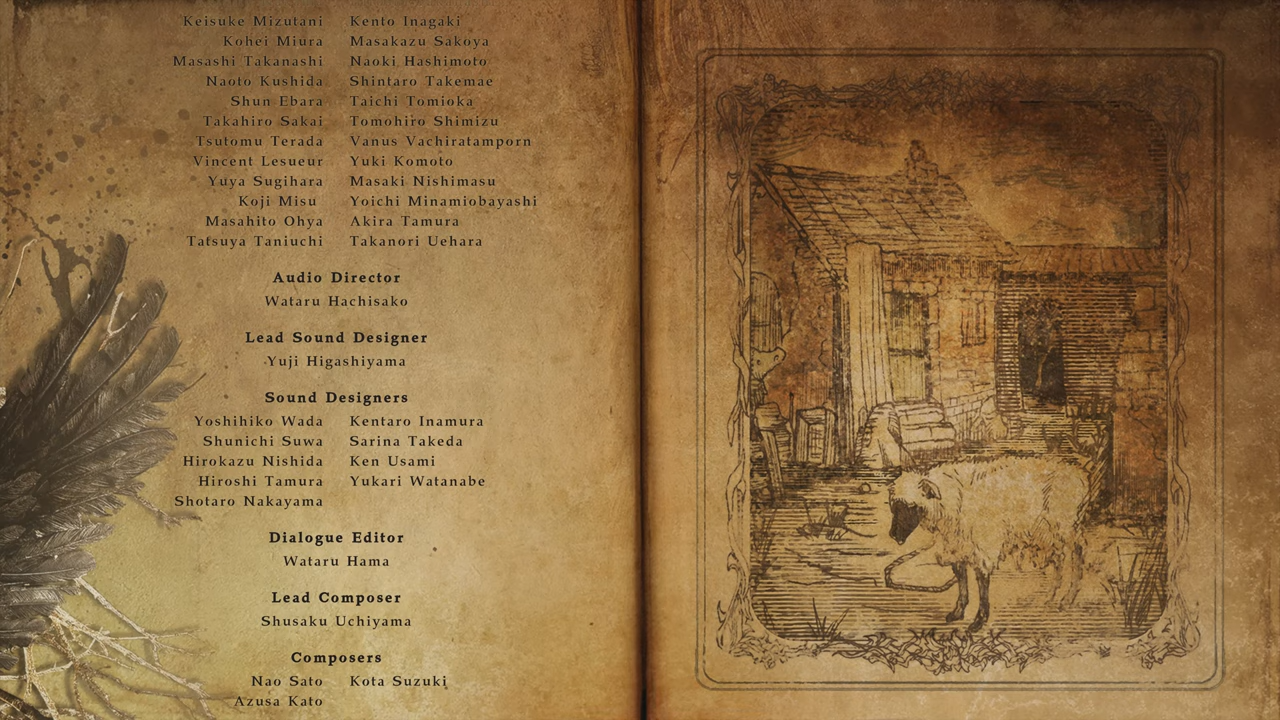 Keisuke Mizutani Kento Inagaki
Kohei Miura Masakazu Sakoya
Masashi Takanashi Naoki Hashimoto
Naoto Kushida Shintaro Takemae
Shun Ebara Taichi Tomioka
Takahiro Sakai Tomohiro Shimizu
Tsutomu Terada Vanus Vachiratamporn
Vincent Lesueur Yuki Komoto
Yuya Sugihara Masaki Nishimasu
Koji Misu Yoichi Minamiobayashi
Masahito Ohya Akira Tamura
Tatsuya Taniuchi Takanori Uehara
Audio Director
Wataru Hachisako
Lead Sound Designer
Yuji Higashiyama
Sound Designers
Yoshihiko Wada Kentaro Inamura
Shunichi Suwa Sarina Takeda
Hirokazu Nishida Ken Usami
Hiroshi Tamura Yukari Watanabe
Shotaro Nakayama
Dialogue Editor
Wataru Hama
Lead Composer
Shusaku Uchiyama
Composers
Nao Sato Kota Suzuki
Azusa Kato